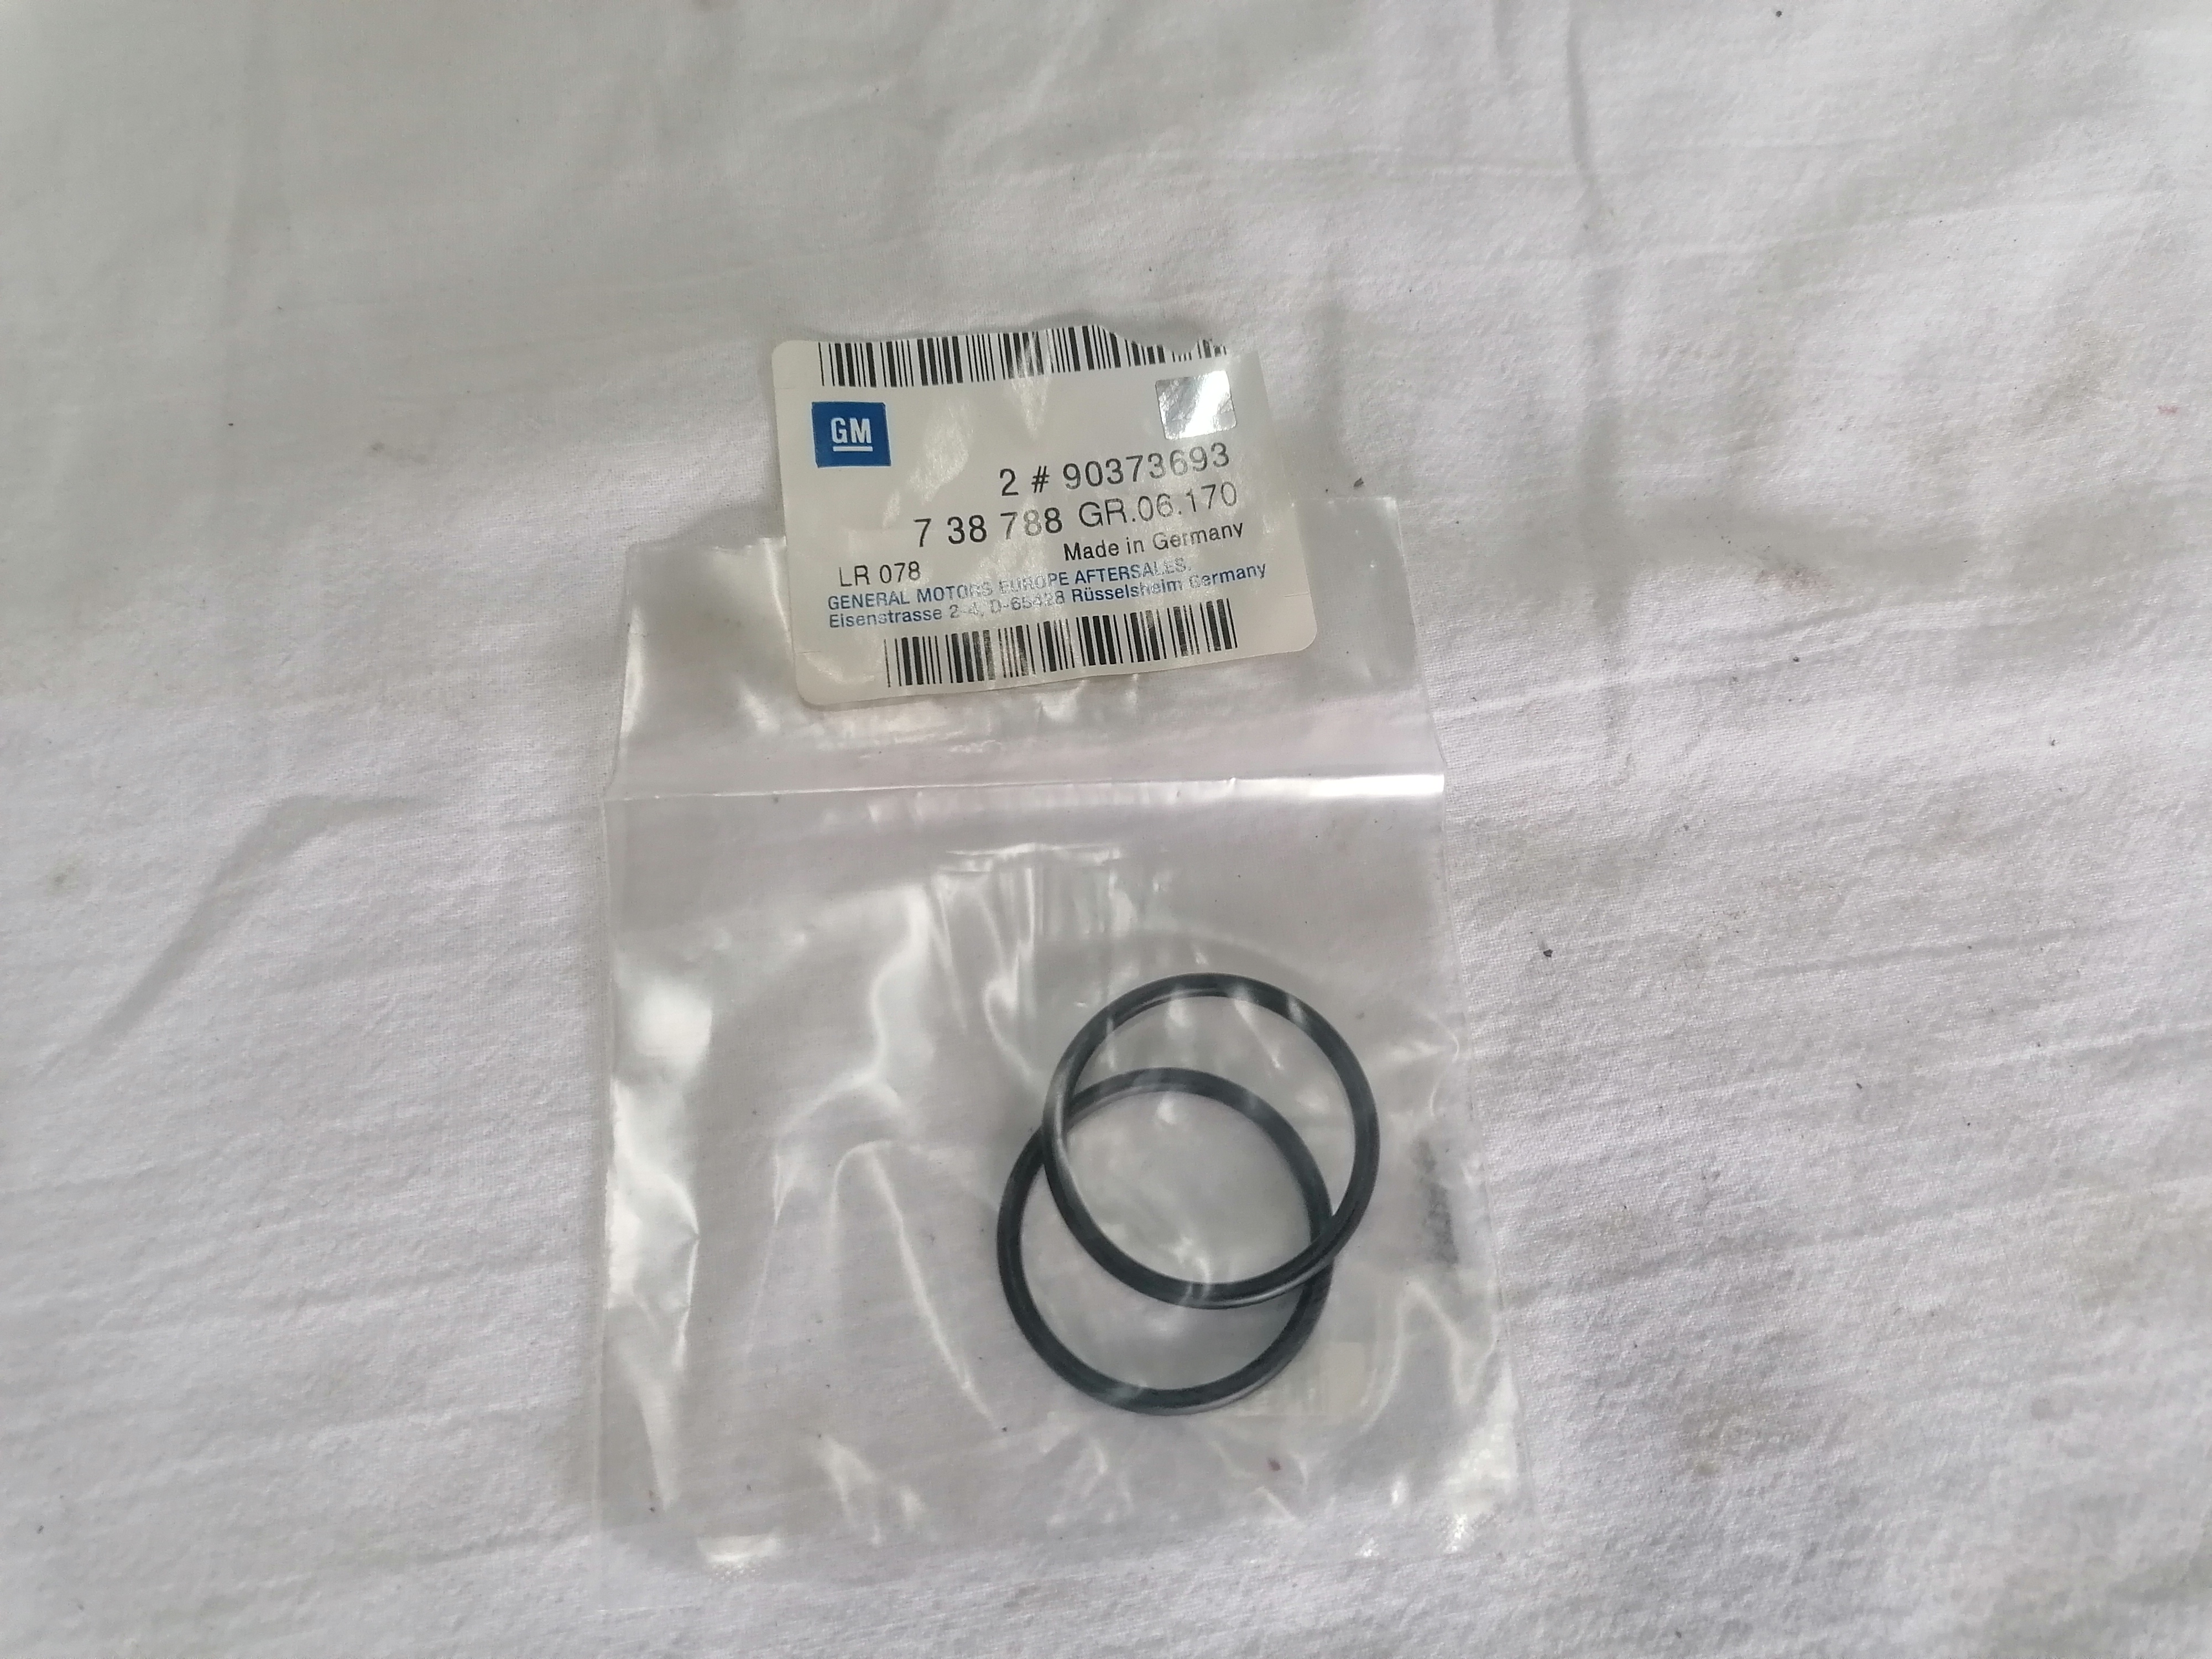 GM
2 # 90373693
7 38 788 GR.06.170
Made in Germany
LR 078
GENERAL MOTORS EUROPE AFTERSALES,
Eisenstrasse 2-4, D-65428 Rüsselsheim Germany